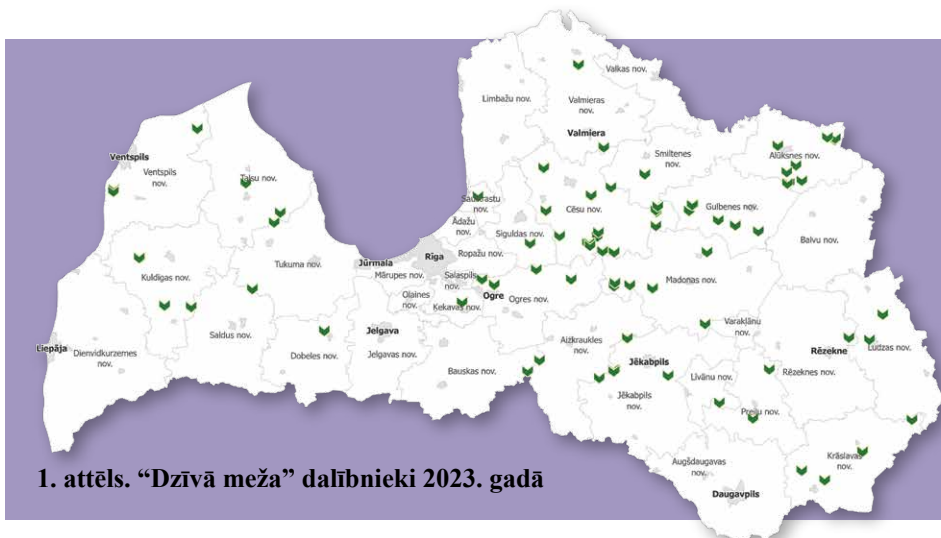 Valkas nov.
Limbažu nov.
Valmieras nov.
Valmiera
Smiltenes nov.
Alūksnes nov.
Ventspils
Ventspils nov.
Talsu nov.
Saulkrastu nov.
Cēsu nov.
Gulbenes nov.
Ādažu nov.
Siguldas nov.
Balvu nov.
Kuldīgas nov.
Tukuma nov.
Jūrmala
Rīga
Ropažu nov.
Mārupes nov.
Salaspils nov.
Madonas nov.
Olaines nov.
Ķekavas nov.
Ogre
Ogres nov.
Saldus nov.
Varakļānu nov.
Liepāja
Dienvidkurzemes nov.
Dobeles nov.
Jelgava
Jelgavas nov.
Aizkraukles nov.
Rēzekne
Ludzas nov.
Bauskas nov.
Jēkabpils
Līvānu nov.
Rēzeknes nov.
Jēkabpils nov.
Preiļu nov.
Augšdaugavas nov.
Krāslavas nov.
Daugavpils
1. attēls. “Dzīvā meža” dalībnieki 2023. gadā